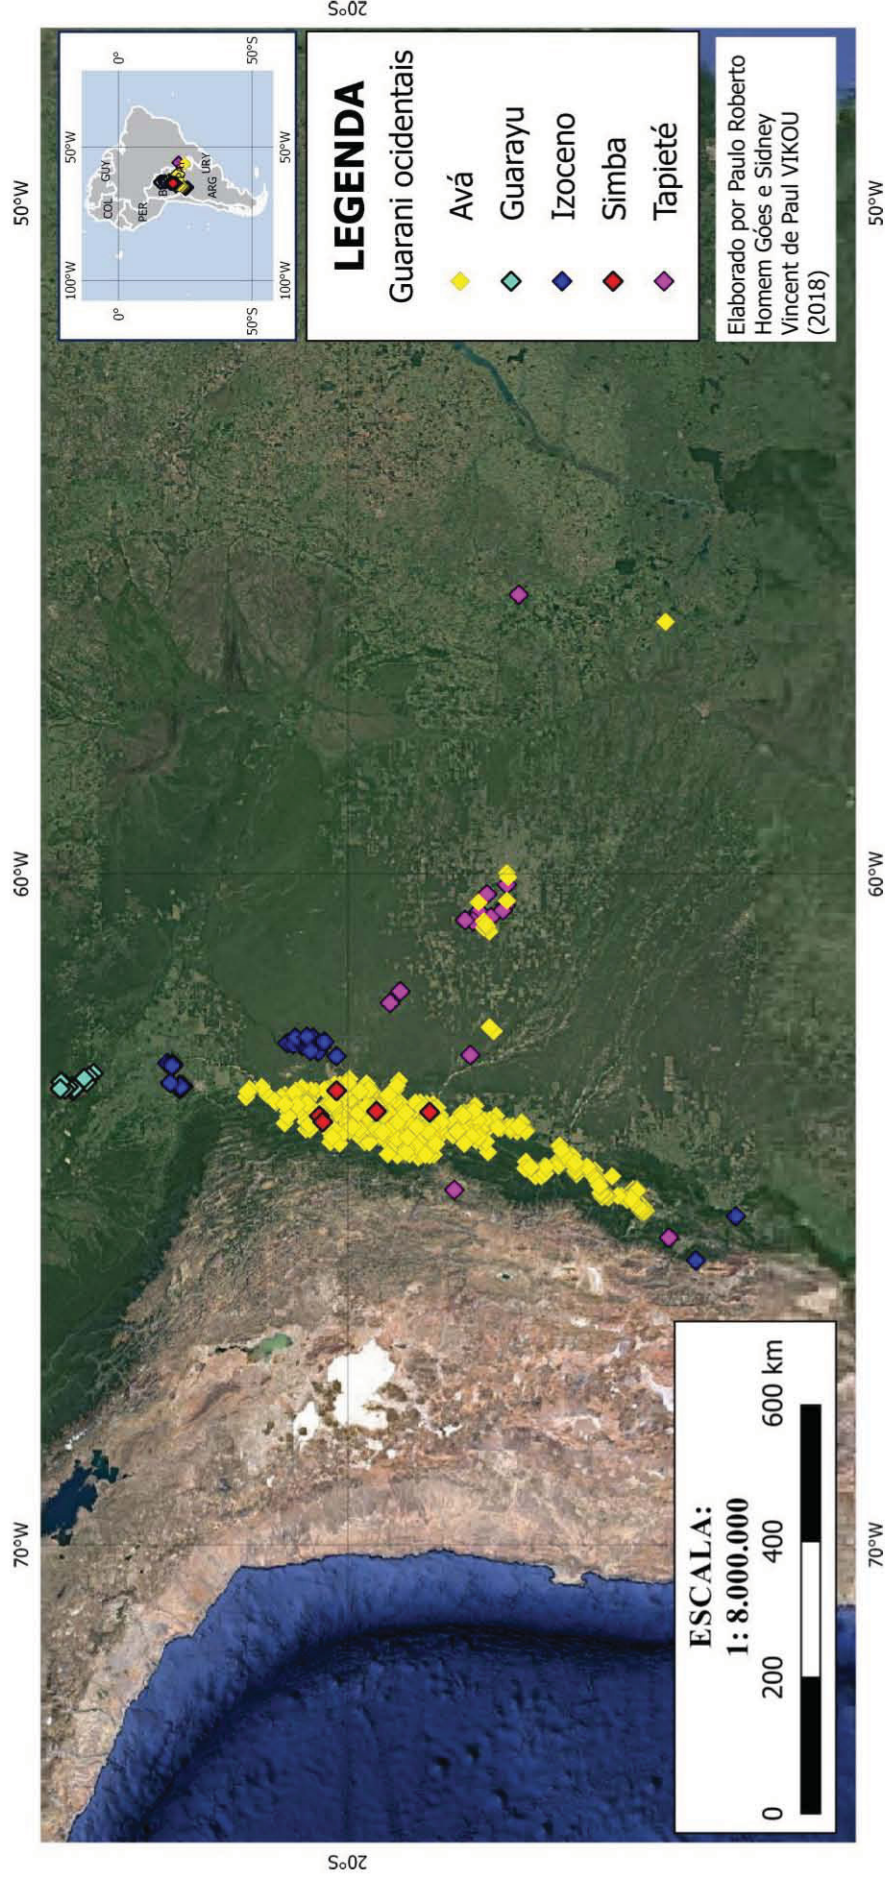 20°S
50°W
60°W
70°W
100°W
50°W
0°
50°S
GUY
COL
PER
URY
ARG
0°
50°S
100°W
50°W
LEGENDA
Guarani ocidentais
Avá
Guarayu
Izoceno
Simba
Tapieté
Elaborado por Paulo Roberto
Homem Góes e Sidney
Vincent de Paul VIKOU
(2018)
ESCALA:
1: 8.000.000
0 200 400 600 km
50°W
60°W
70°W
20°S